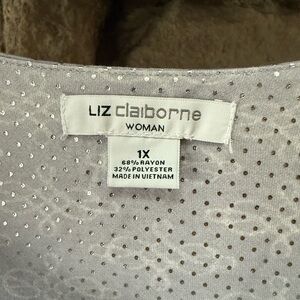 LIZ claiborne
WOMAN
1X
68% RAYON
32% POLYESTER
MADE IN VIETNAM